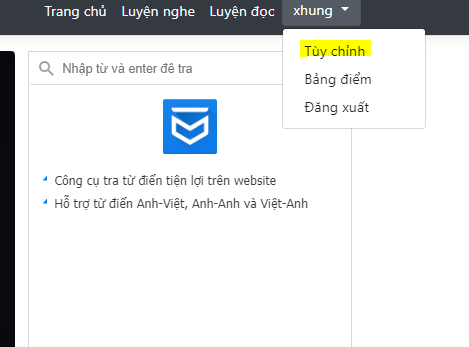 Trang chủ Luyện nghe Luyện đọc xhung
Tùy chỉnh
Bảng điểm
Đăng xuất
Nhập từ và enter để tra
Công cụ tra từ điển tiện lợi trên website
Hỗ trợ từ điển Anh-Việt, Anh-Anh và Việt-Anh